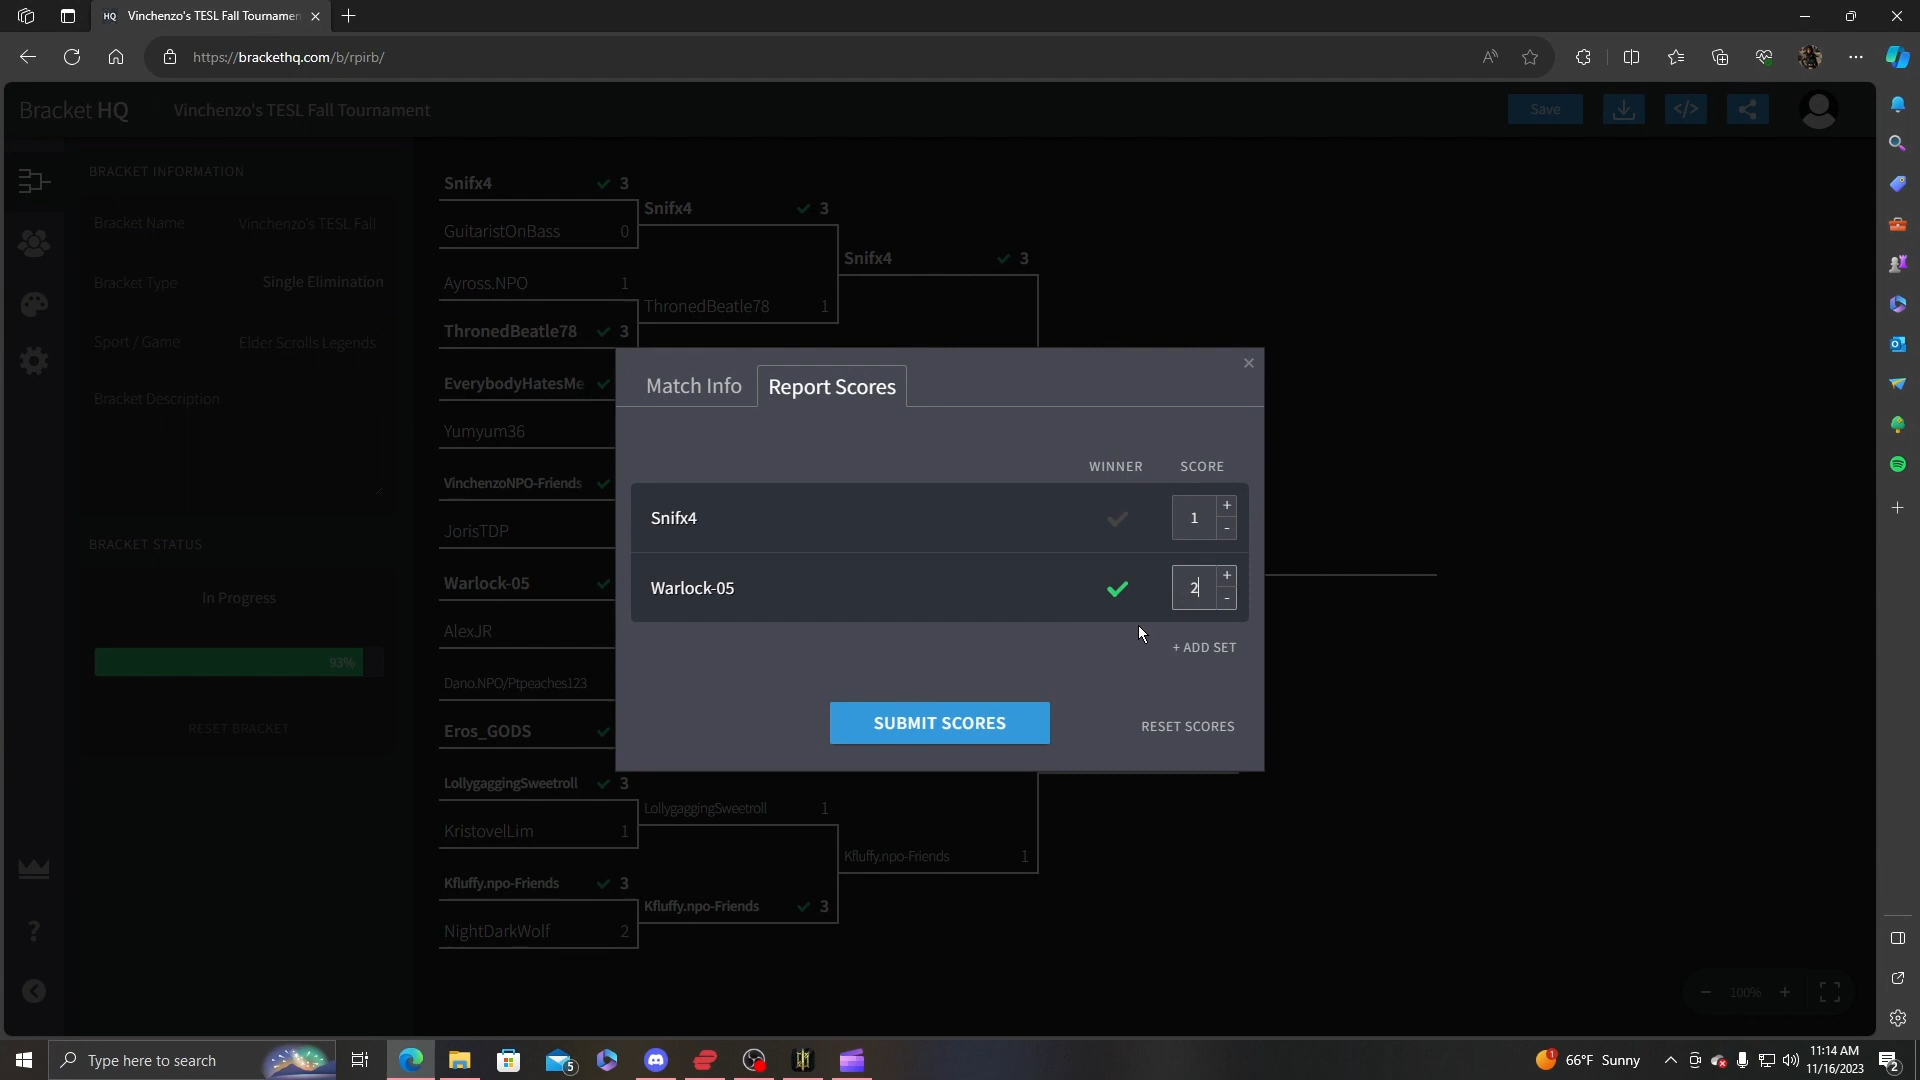 HQ Vinchenzo's TESL Fall Tournamen
https://brackethq.com/b/rpirb/
Bracket HQ
Vinchenzo's TESL Fall Tournament
Save
</>
BRACKET INFORMATION
Bracket Name Vinchenzo's TESL Fall
Bracket Type Single Elimination
Sport / Game Elder Scrolls Legends
Bracket Description
BRACKET STATUS
In Progress
93%
RESET BRACKET
Snifx4 3
GuitaristOnBass 0
Ayross.NPO 1
ThronedBeatle78 3
EverybodyHatesMe
Yumyum36
VinchenzoNPO-Friends
JorisTDP
Warlock-05
AlexJR
Dano.NPO/Ptpeaches123
Eros_GODS
LollygaggingSweetroll 3
KristovelLim 1
Kfluffy.npo-Friends 3
NightDarkWolf 2
Snifx4 3
ThronedBeatle78 1
LollygaggingSweetroll 1
Kfluffy.npo-Friends 3
Snifx4 3
Kfluffy.npo-Friends 1
Match Info
Report Scores
WINNER SCORE
Snifx4 1 + -
Warlock-05 2 + -
+ ADD SET
SUBMIT SCORES
RESET SCORES
- 100% +
Type here to search
5
1
66°F Sunny
11:14 AM
11/16/2023
2